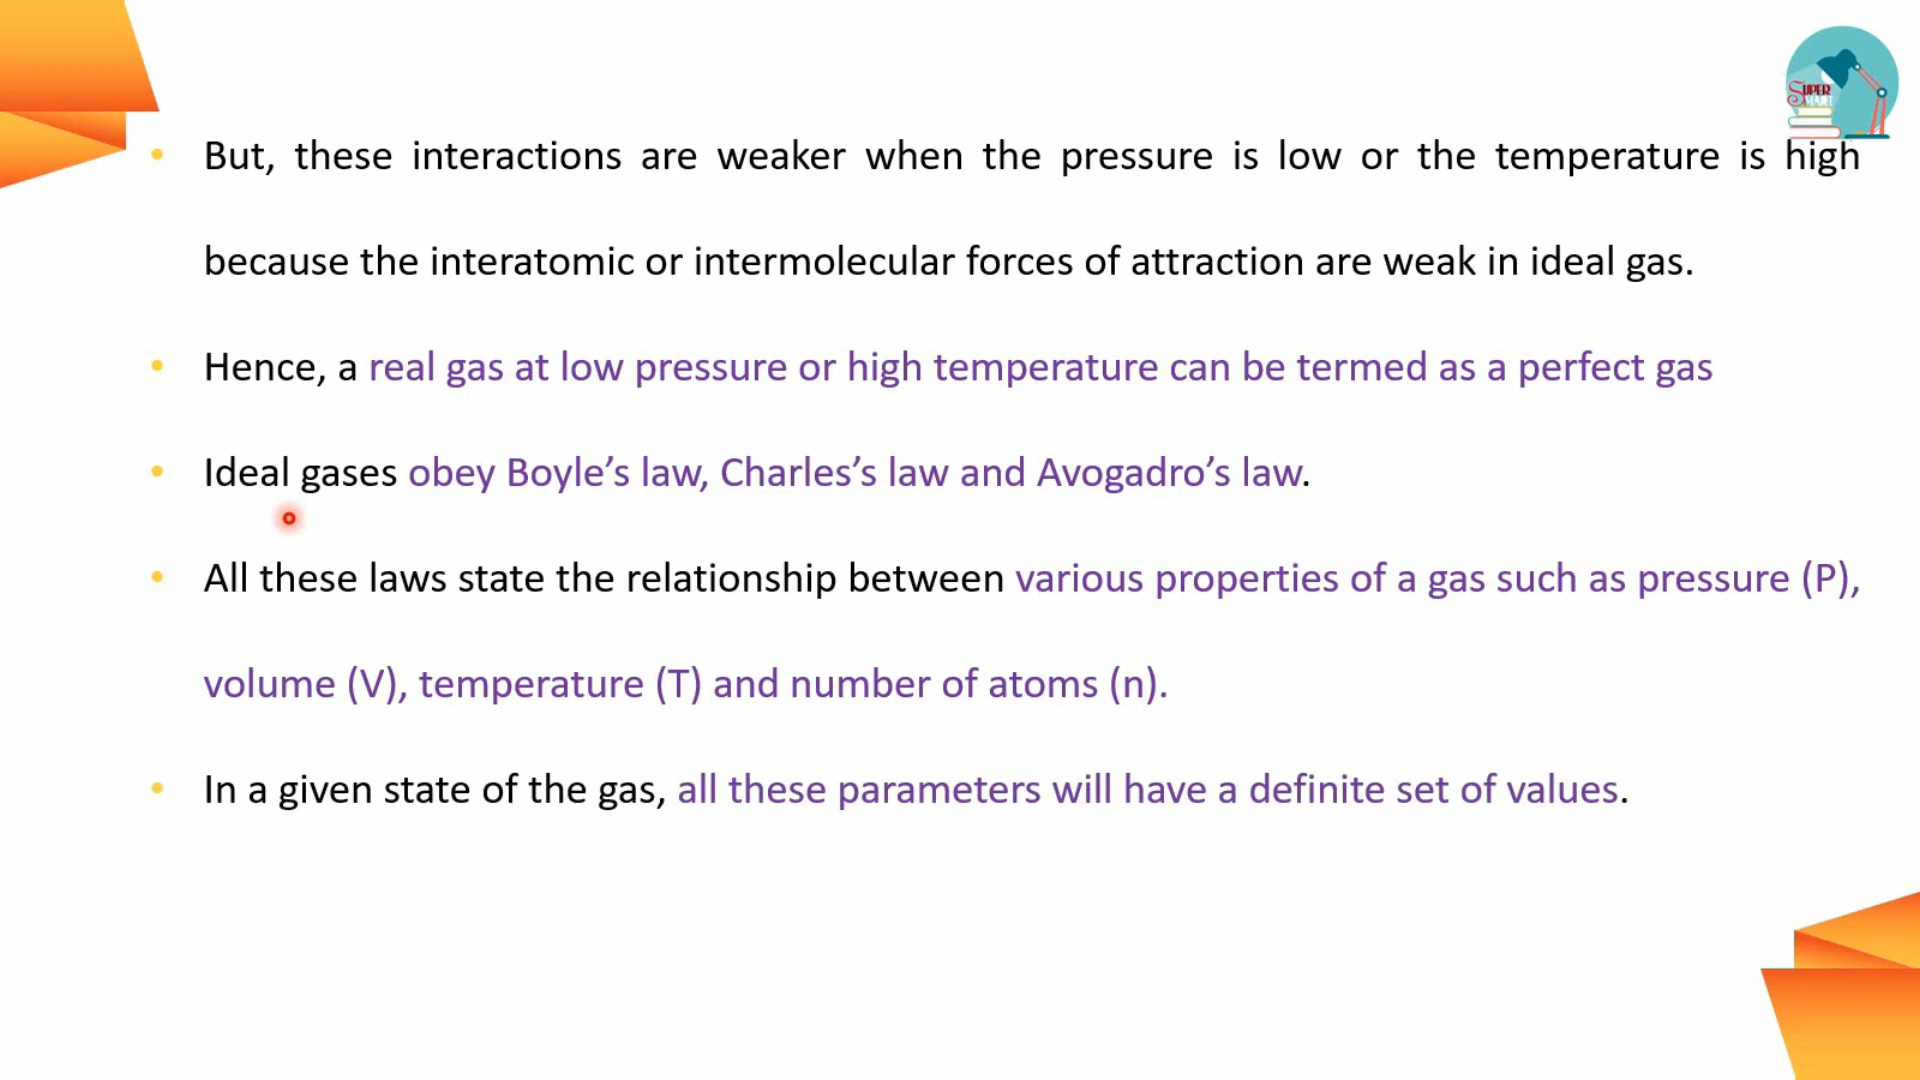 SUPER
But, these interactions are weaker when the pressure is low or the temperature is high
because the interatomic or intermolecular forces of attraction are weak in ideal gas.
Hence, a real gas at low pressure or high temperature can be termed as a perfect gas
Ideal gases obey Boyle’s law, Charles’s law and Avogadro’s law.
All these laws state the relationship between various properties of a gas such as pressure (P),
volume (V), temperature (T) and number of atoms (n).
In a given state of the gas, all these parameters will have a definite set of values.